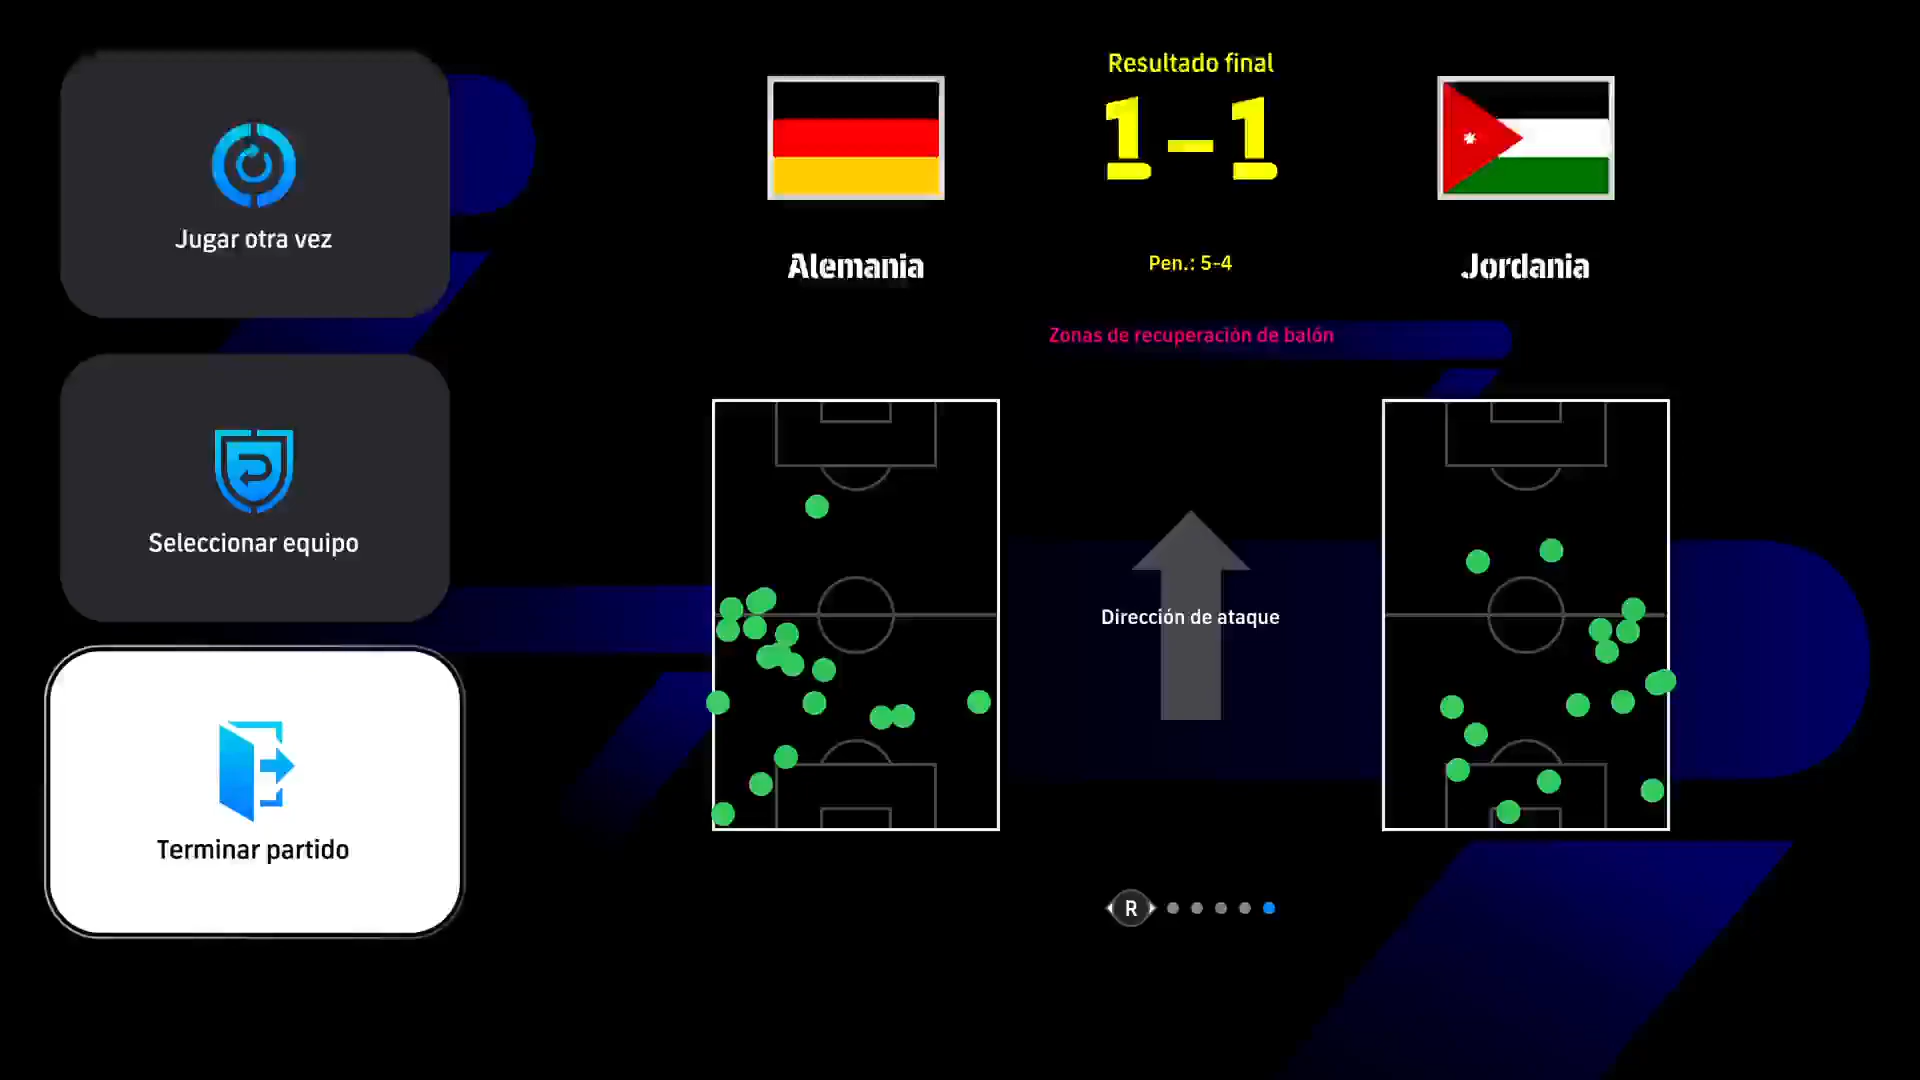 Jugar otra vez
Seleccionar equipo
Terminar partido
Resultado final
1-1
Alemania
Pen.: 5-4
Jordania
Zonas de recuperación de balón
Dirección de ataque
R